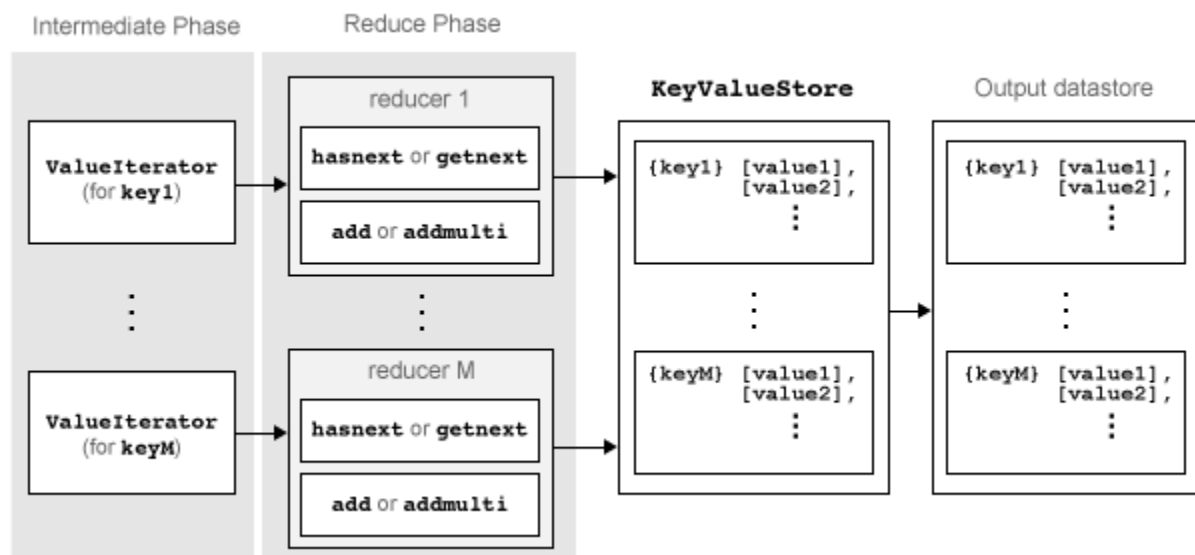 Intermediate Phase
Reduce Phase
ValueIterator
(for key1)
reducer 1
hasnext or getnext
add or addmulti
ValueIterator
(for keyM)
reducer M
hasnext or getnext
add or addmulti
KeyValueStore
{key1} [value1],
[value2],
{keyM} [value1],
[value2],
Output datastore
{key1} [value1],
[value2],
{keyM} [value1],
[value2],